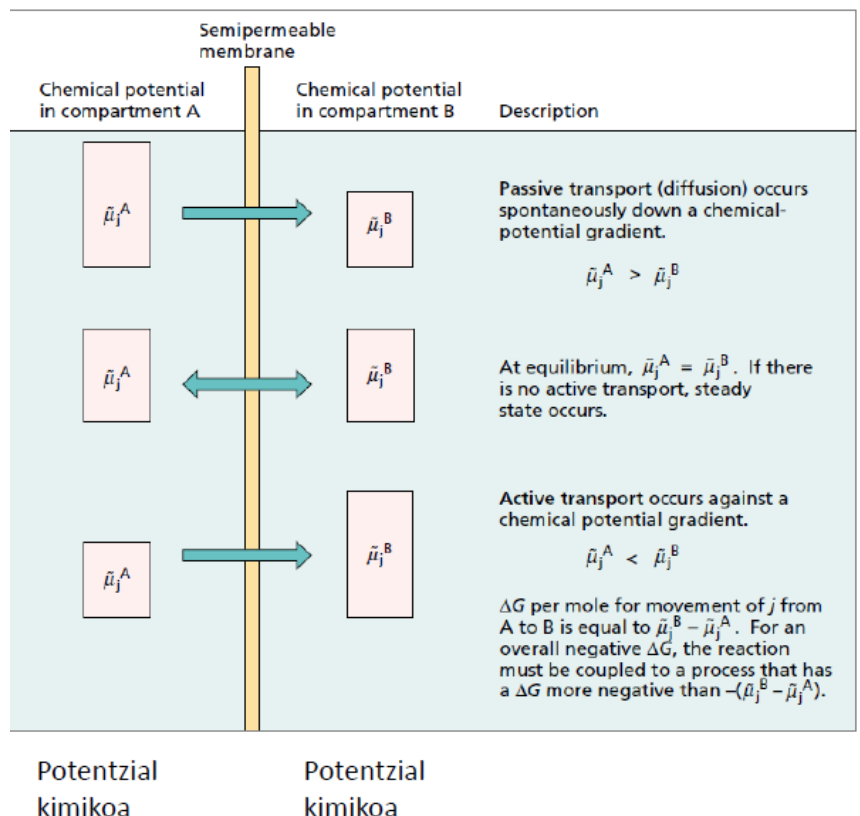 Semipermeable
membrane
Chemical potential
in compartment A
Chemical potential
in compartment B
Description
μ̃ⱼᴬ
μ̃ⱼᴮ
Passive transport (diffusion) occurs
spontaneously down a chemical-
potential gradient.
μ̃ⱼᴬ > μ̃ⱼᴮ
μ̃ⱼᴬ
μ̃ⱼᴮ
At equilibrium, μ̃ⱼᴬ = μ̃ⱼᴮ. If there
is no active transport, steady
state occurs.
μ̃ⱼᴬ
μ̃ⱼᴮ
Active transport occurs against a
chemical potential gradient.
μ̃ⱼᴬ < μ̃ⱼᴮ
ΔG per mole for movement of j from
A to B is equal to μ̃ⱼᴮ – μ̃ⱼᴬ. For an
overall negative ΔG, the reaction
must be coupled to a process that has
a ΔG more negative than –(μ̃ⱼᴮ – μ̃ⱼᴬ).
Potentzial
kimikoa
Potentzial
kimikoa